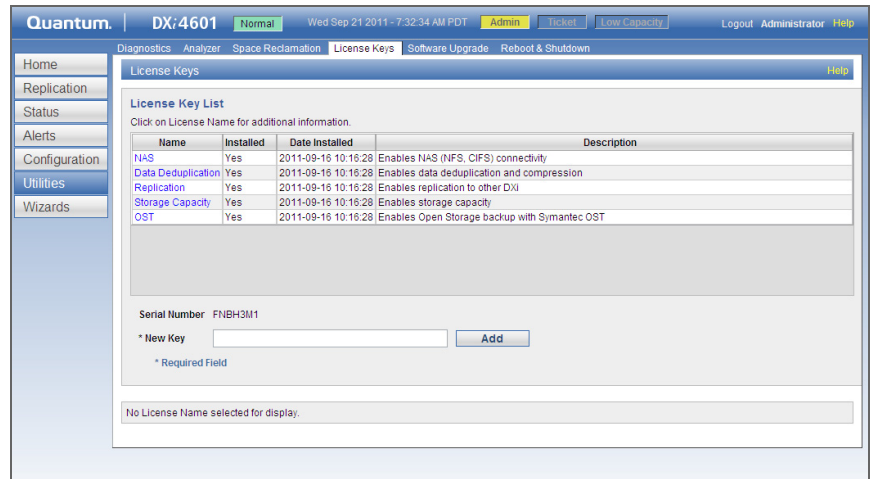 Quantum. DXi4601 Normal Wed Sep 21 2011 - 7:32:34 AM PDT Admin Ticket Low Capacity Logout Administrator Help
Diagnostics Analyzer Space Reclamation License Keys Software Upgrade Reboot & Shutdown
Home
Replication
Status
Alerts
Configuration
Utilities
Wizards
License Keys Help
License Key List
Click on License Name for additional information.
Name Installed Date Installed Description
NAS Yes 2011-09-16 10:16:28 Enables NAS (NFS, CIFS) connectivity
Data Deduplication Yes 2011-09-16 10:16:28 Enables data deduplication and compression
Replication Yes 2011-09-16 10:16:28 Enables replication to other DXi
Storage Capacity Yes 2011-09-16 10:16:28 Enables storage capacity
OST Yes 2011-09-16 10:16:28 Enables Open Storage backup with Symantec OST
Serial Number FNBH3M1
* New Key Add
* Required Field
No License Name selected for display.